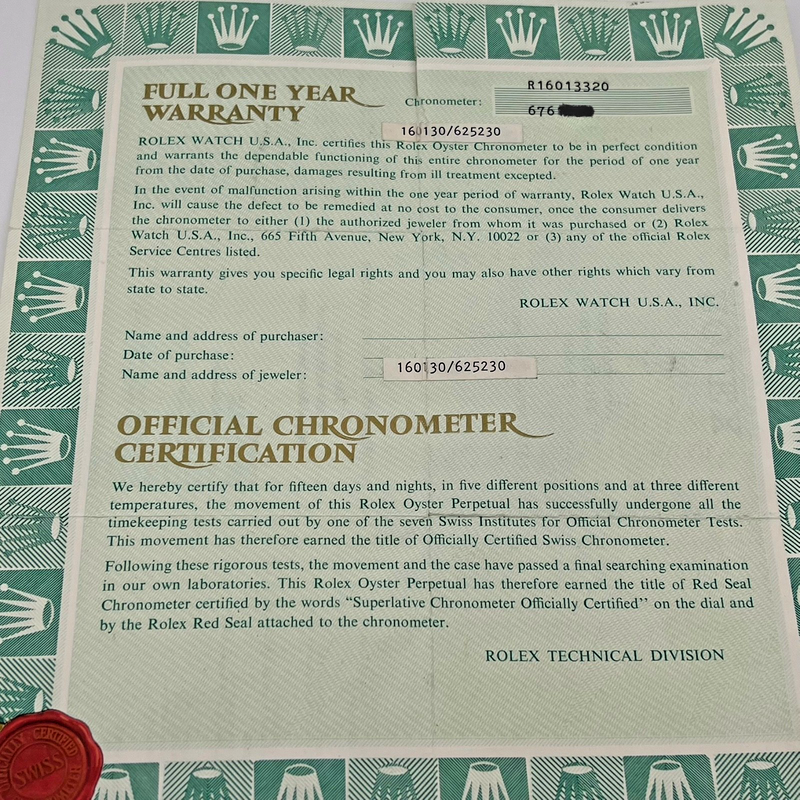 FULL ONE YEAR
WARRANTY
Chronometer:
R16013320
676
160130/625230
ROLEX WATCH U.S.A., Inc. certifies this Rolex Oyster Chronometer to be in perfect condition
and warrants the dependable functioning of this entire chronometer for the period of one year
from the date of purchase, damages resulting from ill treatment excepted.
In the event of malfunction arising within the one year period of warranty, Rolex Watch U.S.A.,
Inc. will cause the defect to be remedied at no cost to the consumer, once the consumer delivers
the chronometer to either (1) the authorized jeweler from whom it was purchased or (2) Rolex
Watch U.S.A., Inc., 665 Fifth Avenue, New York, N.Y. 10022 or (3) any of the official Rolex
Service Centres listed.
This warranty gives you specific legal rights and you may also have other rights which vary from
state to state.
ROLEX WATCH U.S.A., INC.
Name and address of purchaser:
Date of purchase:
Name and address of jeweler:
160130/625230
OFFICIAL CHRONOMETER
CERTIFICATION
We hereby certify that for fifteen days and nights, in five different positions and at three different
temperatures, the movement of this Rolex Oyster Perpetual has successfully undergone all the
timekeeping tests carried out by one of the seven Swiss Institutes for Official Chronometer Tests.
This movement has therefore earned the title of Officially Certified Swiss Chronometer.
Following these rigorous tests, the movement and the case have passed a final searching examination
in our own laboratories. This Rolex Oyster Perpetual has therefore earned the title of Red Seal
Chronometer certified by the words “Superlative Chronometer Officially Certified” on the dial and
by the Rolex Red Seal attached to the chronometer.
ROLEX TECHNICAL DIVISION
CERTIFIED
SWISS